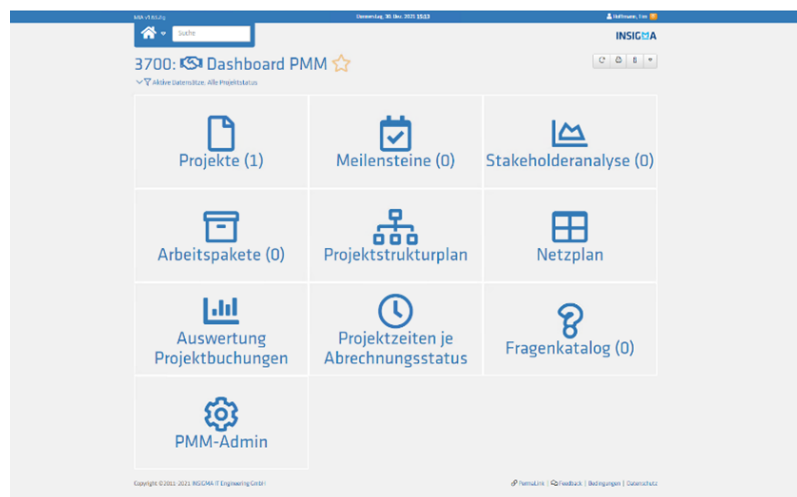 Donnerstag, 30. Dez. 2021
Suche
INSIGMA
3700: Dashboard PMM
Aktive Datensätze: Alle Projektstatus
Projekte (1)
Meilensteine (0)
Stakeholderanalyse (0)
Arbeitspakete (0)
Projektstrukturplan
Netzplan
Auswertung
Projektbuchungen
Projektzeiten je
Abrechnungsstatus
Fragenkatalog (0)
PMM-Admin
Copyright ©2011-2021 INSIGMA IT Engineering GmbH
PermaLink | Feedback | Bedingungen | Datenschutz